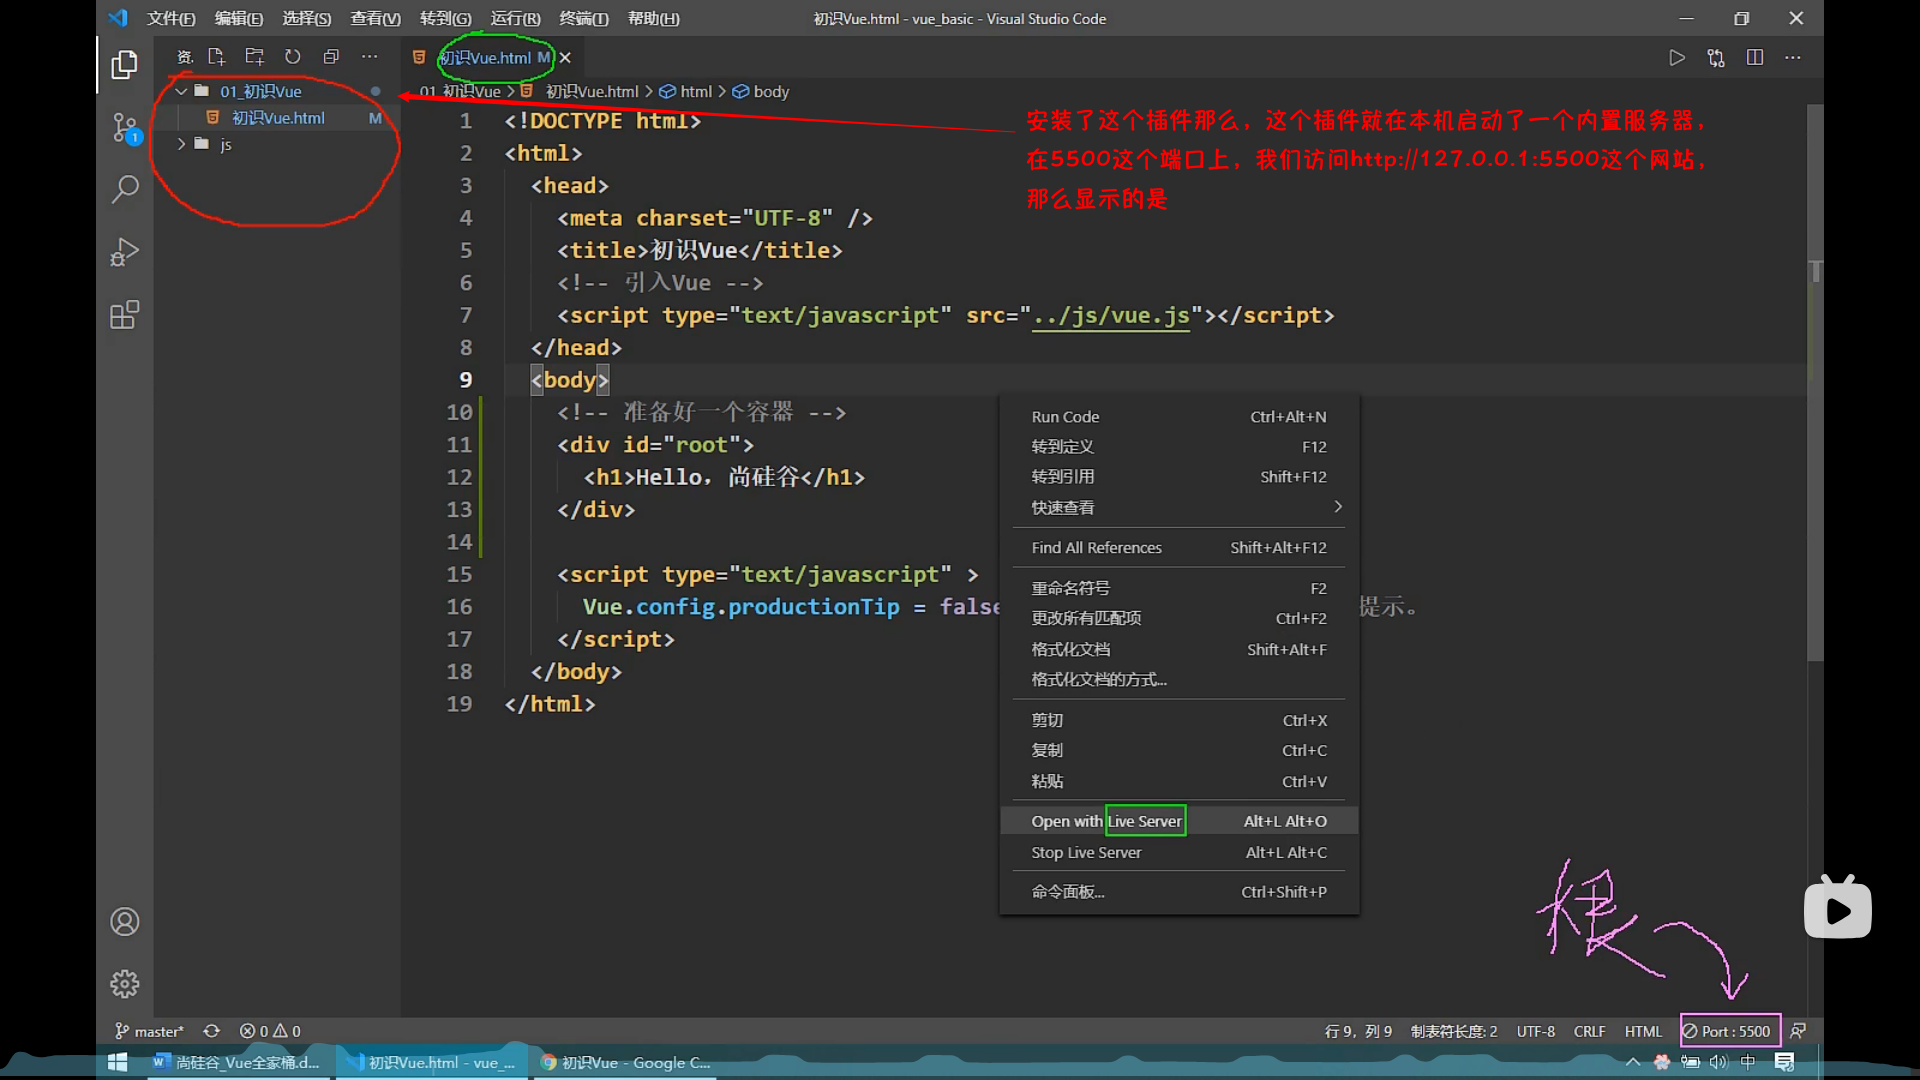 文件(F) 编辑(E) 选择(S) 查看(V) 转到(G) 运行(R) 终端(T) 帮助(H) 初识Vue.html - vue_basic - Visual Studio Code
资. 初识Vue.html M
01_初识Vue
初识Vue.html M
js
1
01_初识Vue > 初识Vue.html > html > body
安装了这个插件那么，这个插件就在本机启动了一个内置服务器，
在5500这个端口上，我们访问http://127.0.0.1:5500这个网站，
那么显示的是
1 <!DOCTYPE html>
2 <html>
3 <head>
4 <meta charset="UTF-8" />
5 <title>初识Vue</title>
6 <!-- 引入Vue -->
7 <script type="text/javascript" src="../js/vue.js"></script>
8 </head>
9 <body>
10 <!-- 准备好一个容器 -->
11 <div id="root">
12 <h1>Hello，尚硅谷</h1>
13 </div>
14
15 <script type="text/javascript" >
16 Vue.config.productionTip = false 提示。
17 </script>
18 </body>
19 </html>
Run Code Ctrl+Alt+N
转到定义 F12
转到引用 Shift+F12
快速查看
Find All References Shift+Alt+F12
重命名符号 F2
更改所有匹配项 Ctrl+F2
格式化文档 Shift+Alt+F
格式化文档的方式...
剪切 Ctrl+X
复制 Ctrl+C
粘贴 Ctrl+V
Open with Live Server Alt+L Alt+O
Stop Live Server Alt+L Alt+C
命令面板... Ctrl+Shift+P
根
master* 0 0 行 9，列 9 制表符长度: 2 UTF-8 CRLF HTML Port : 5500
尚硅谷_Vue全家桶.d... 初识Vue.html - vue_... 初识Vue - Google C... 中